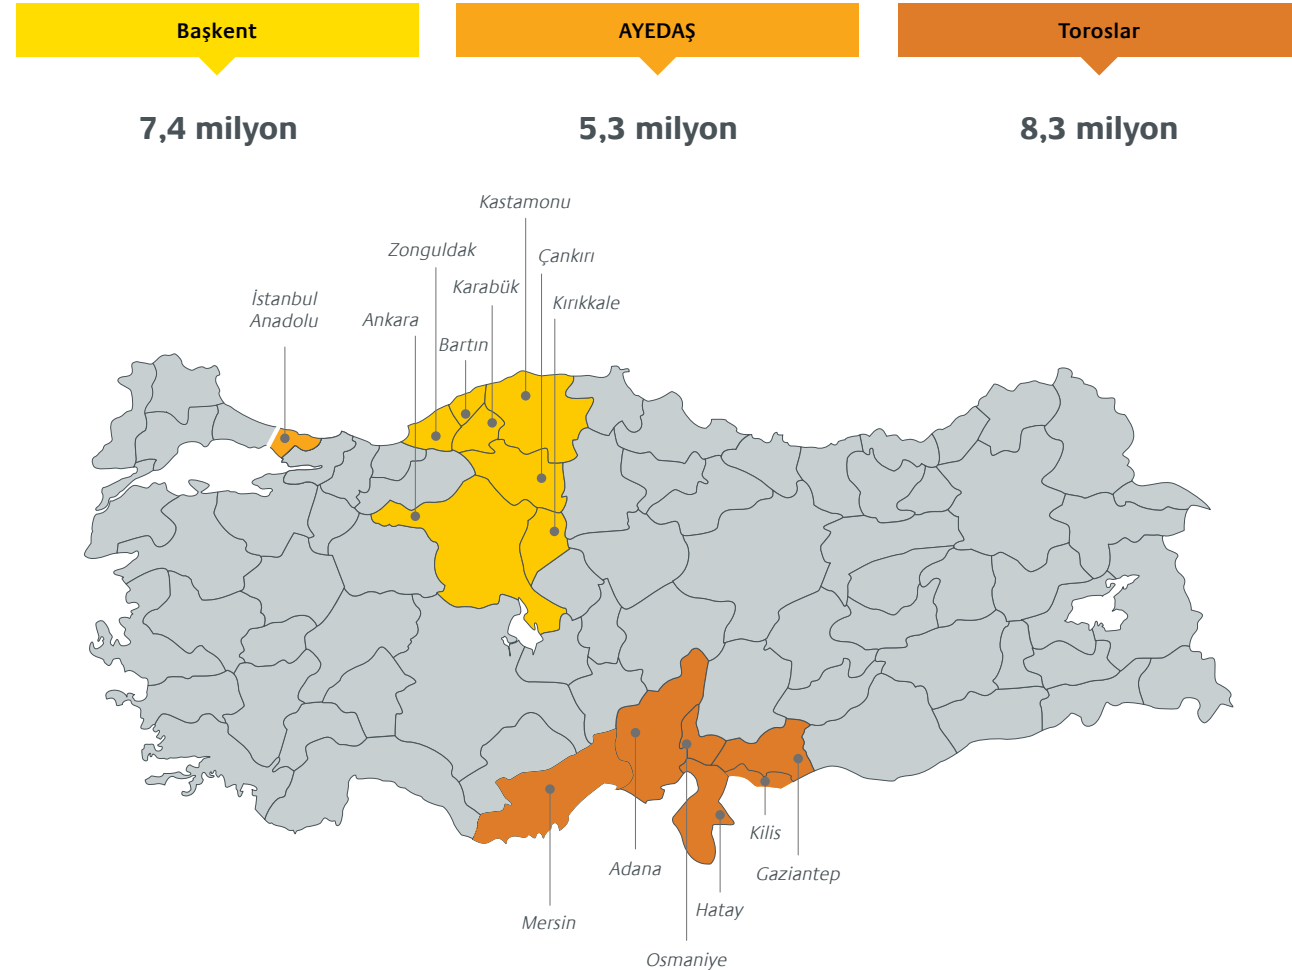 Başkent
AYEDAŞ
Toroslar
7,4 milyon
5,3 milyon
8,3 milyon
Kastamonu
Zonguldak
Çankırı
Karabük
İstanbul
Anadolu
Kırıkkale
Ankara
Bartın
Kilis
Adana
Gaziantep
Hatay
Mersin
Osmaniye